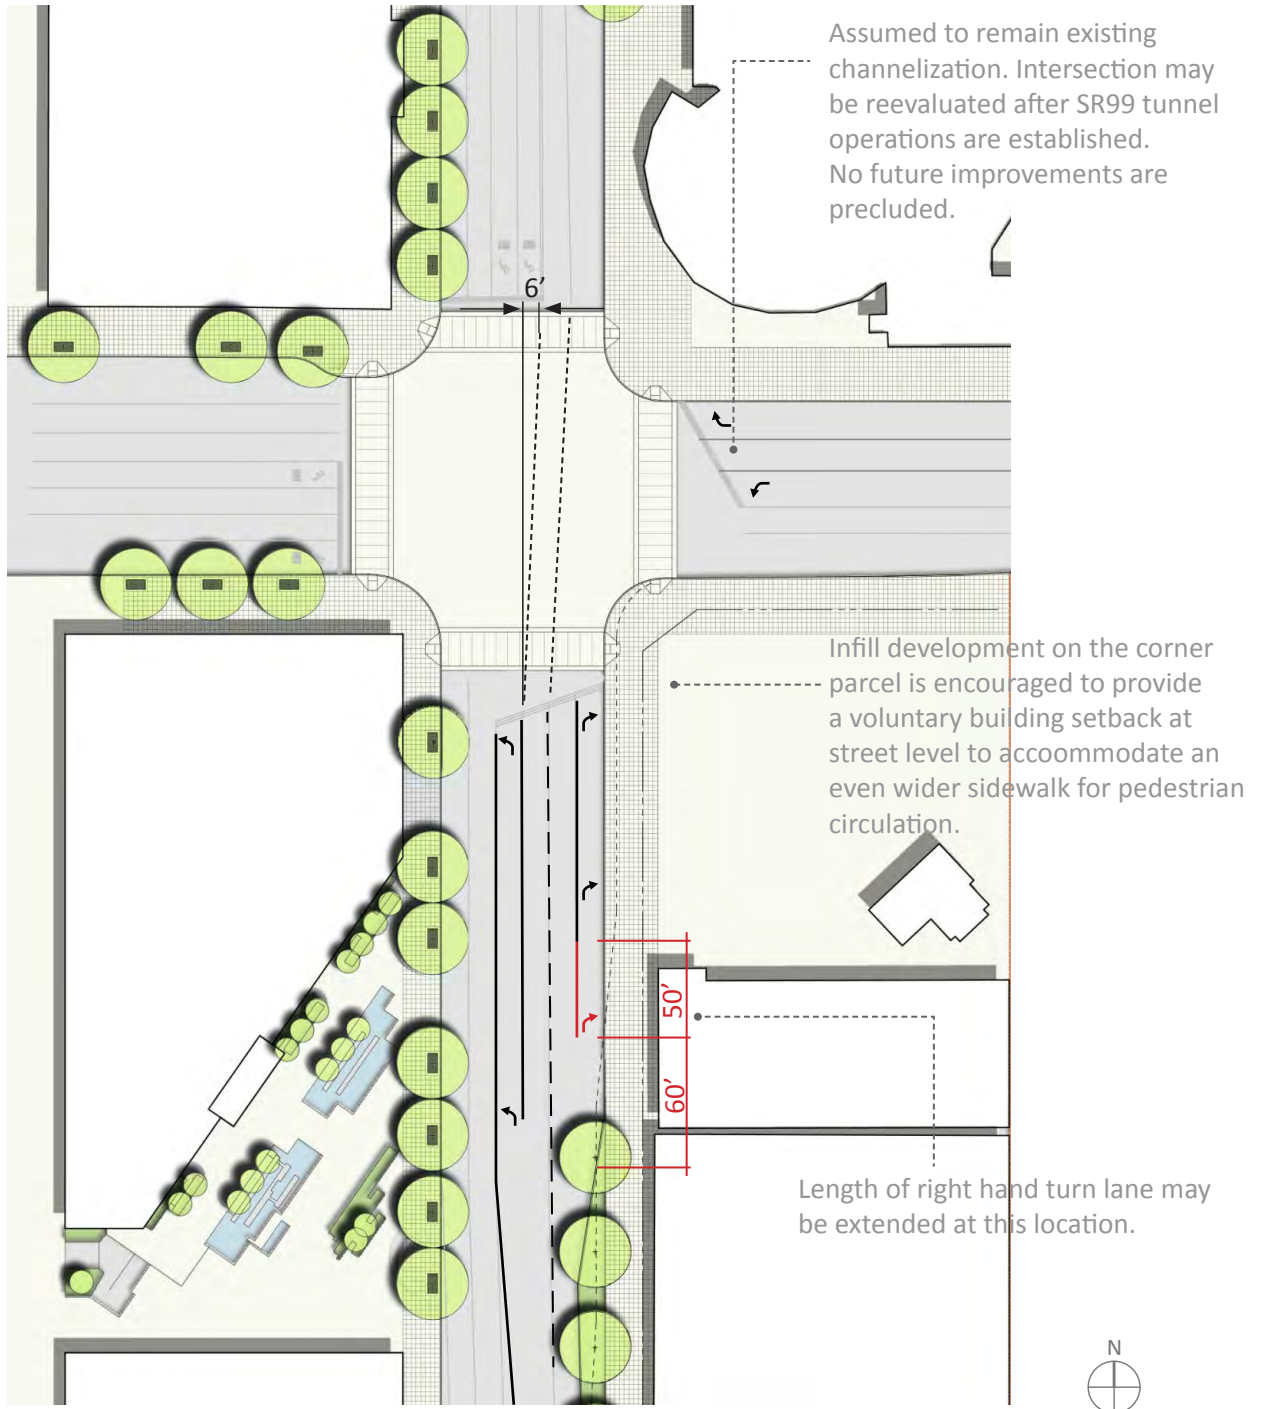 Assumed to remain existing
channelization. Intersection may
be reevaluated after SR99 tunnel
operations are established.
No future improvements are
precluded.
6’
Infill development on the corner
parcel is encouraged to provide
a voluntary building setback at
street level to accoommodate an
even wider sidewalk for pedestrian
circulation.
50’
60’
Length of right hand turn lane may
be extended at this location.
N